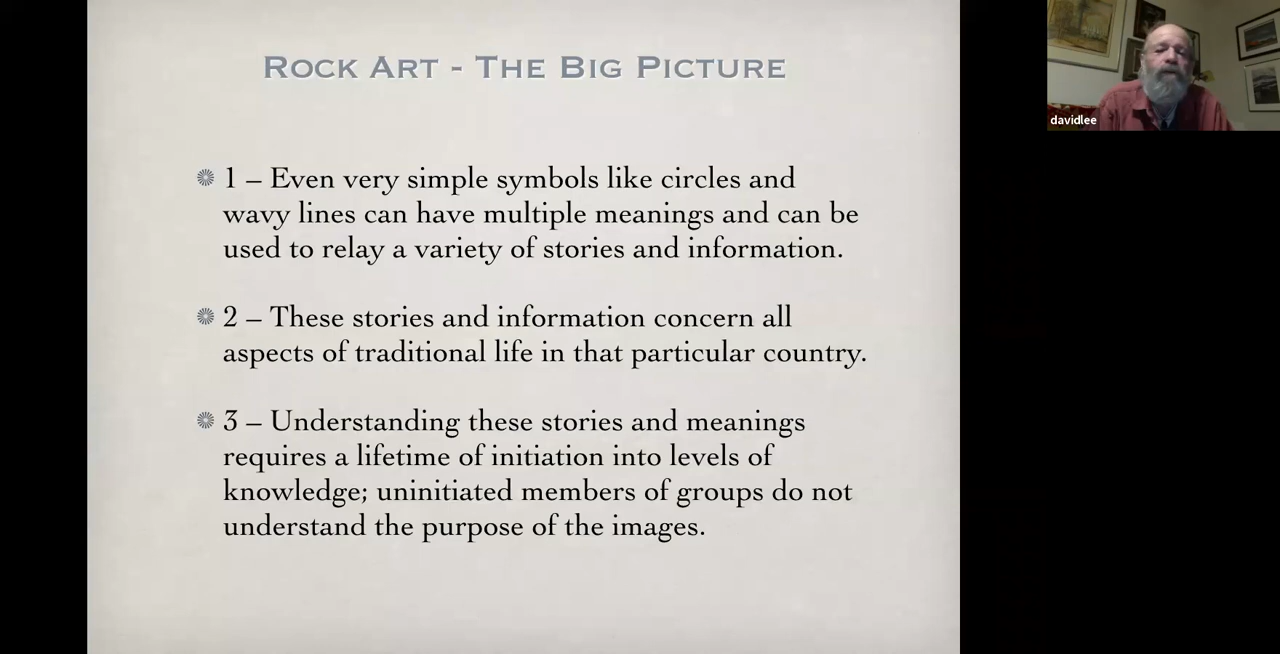 Rock Art - The Big Picture
1 – Even very simple symbols like circles and
wavy lines can have multiple meanings and can be
used to relay a variety of stories and information.
2 – These stories and information concern all
aspects of traditional life in that particular country.
3 – Understanding these stories and meanings
requires a lifetime of initiation into levels of
knowledge; uninitiated members of groups do not
understand the purpose of the images.
davidlee